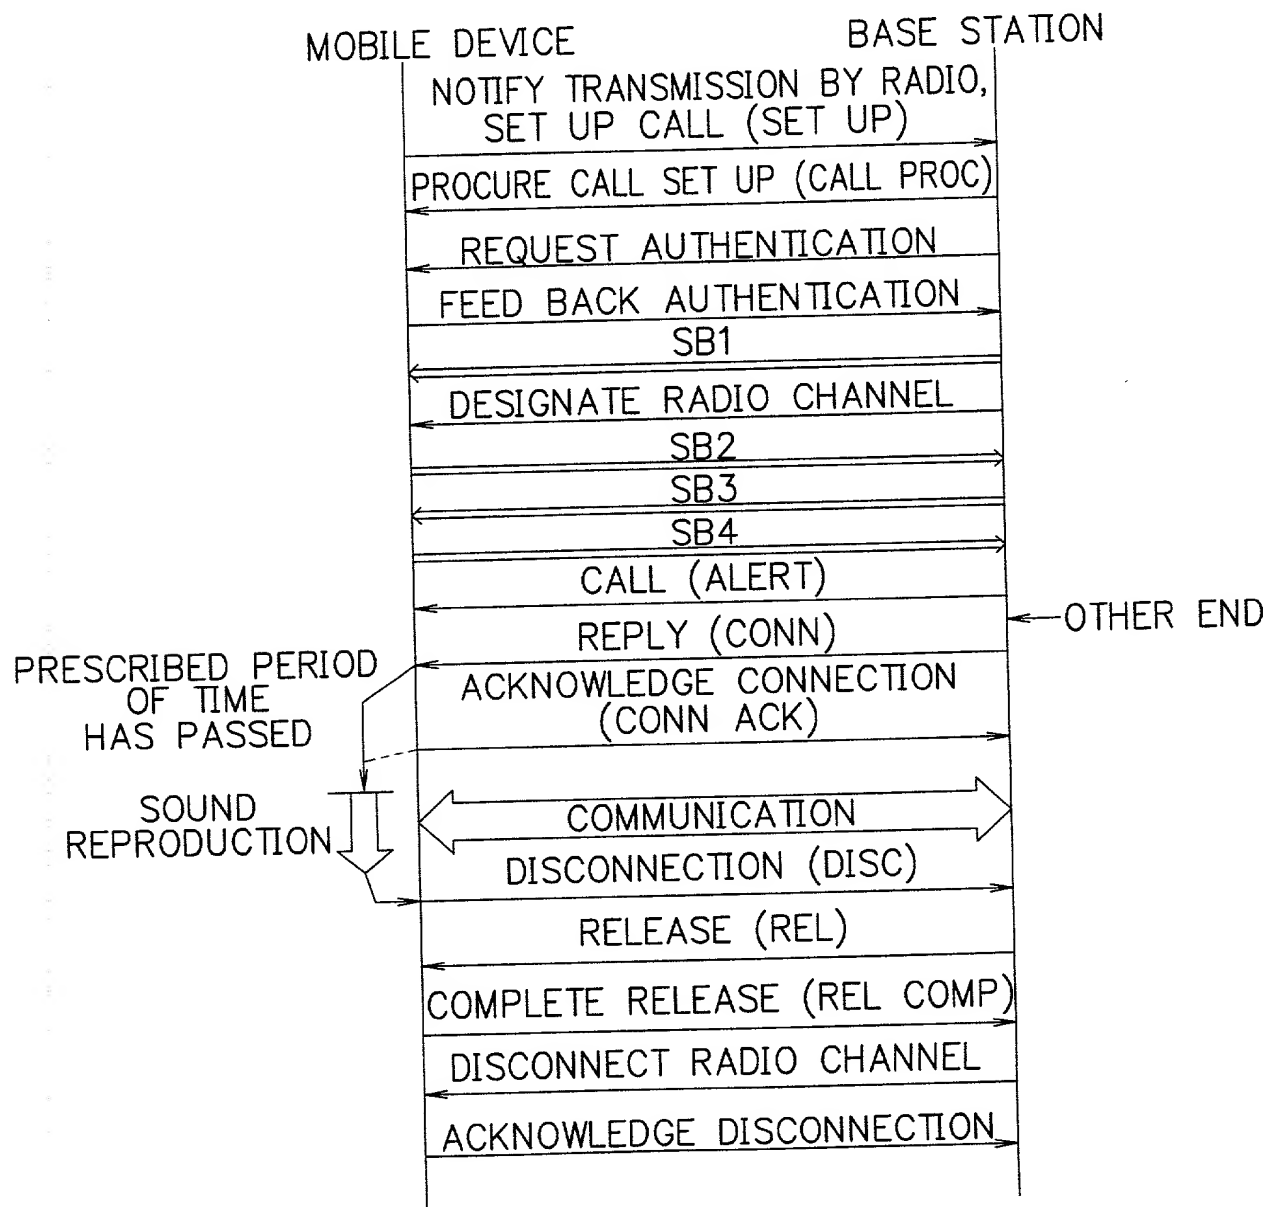 MOBILE DEVICE
BASE STATION
NOTIFY TRANSMISSION BY RADIO,
SET UP CALL (SET UP)
PROCURE CALL SET UP (CALL PROC)
REQUEST AUTHENTICATION
FEED BACK AUTHENTICATION
SB1
DESIGNATE RADIO CHANNEL
SB2
SB3
SB4
CALL (ALERT)
OTHER END
REPLY (CONN)
PRESCRIBED PERIOD
OF TIME
HAS PASSED
ACKNOWLEDGE CONNECTION
(CONN ACK)
SOUND
REPRODUCTION
COMMUNICATION
DISCONNECTION (DISC)
RELEASE (REL)
COMPLETE RELEASE (REL COMP)
DISCONNECT RADIO CHANNEL
ACKNOWLEDGE DISCONNECTION